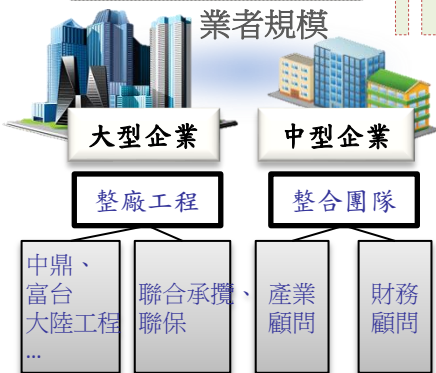 業者規模
大型企業
中型企業
整廠工程
整合團隊
中鼎、
富台
大陸工程
...
聯合承攬、
聯保
產業
顧問
財務
顧問